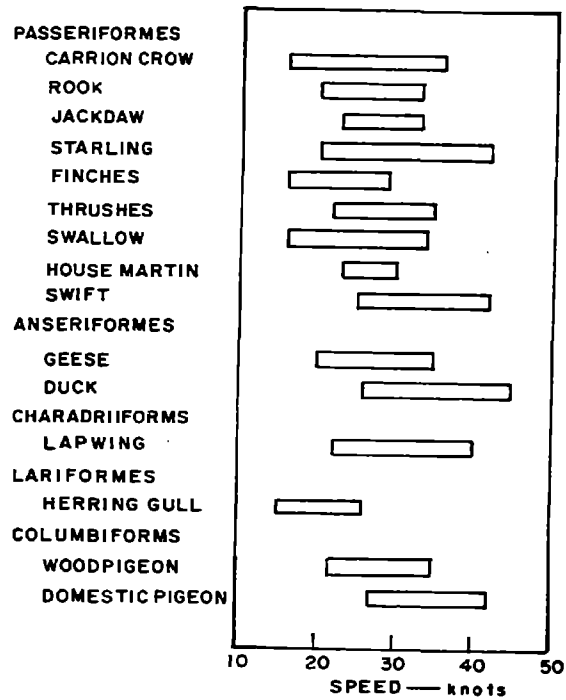 PASSERIFORMES
CARRION CROW
ROOK
JACKDAW
STARLING
FINCHES
THRUSHES
SWALLOW
HOUSE MARTIN
SWIFT
ANSERIFORMES
GEESE
DUCK
CHARADRIIFORMS
LAPWING
LARIFORMES
HERRING GULL
COLUMBIFORMS
WOODPIGEON
DOMESTIC PIGEON
10 20 30 40 50
SPEED — knots